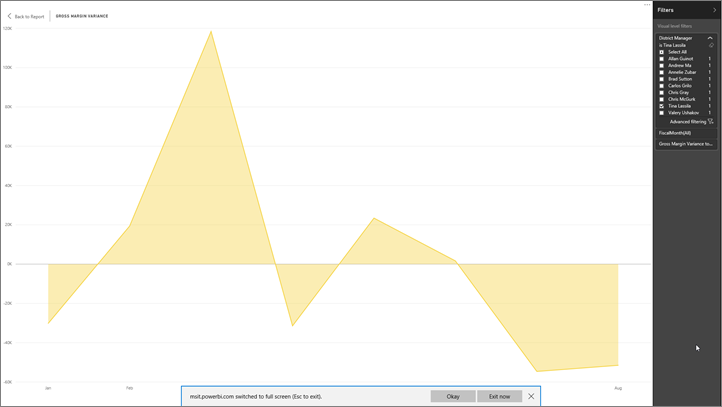 Back to Report
GROSS MARGIN VARIANCE
Filters
Visual level filters
District Manager
is Tina Lassila
Select All
Allan Guinot 1
Andrew Ma 1
Annelie Zubar 1
Brad Sutton 1
Carlos Grilo 1
Chris Gray 1
Chris McGurk 1
Tina Lassila 1
Valery Ushakov 1
Advanced filtering
FiscalMonth(All)
Gross Margin Variance to...
120K
100K
80K
60K
40K
20K
0K
-20K
-40K
-60K
Jan
Feb
Aug
msit.powerbi.com switched to full screen (Esc to exit).
Okay
Exit now